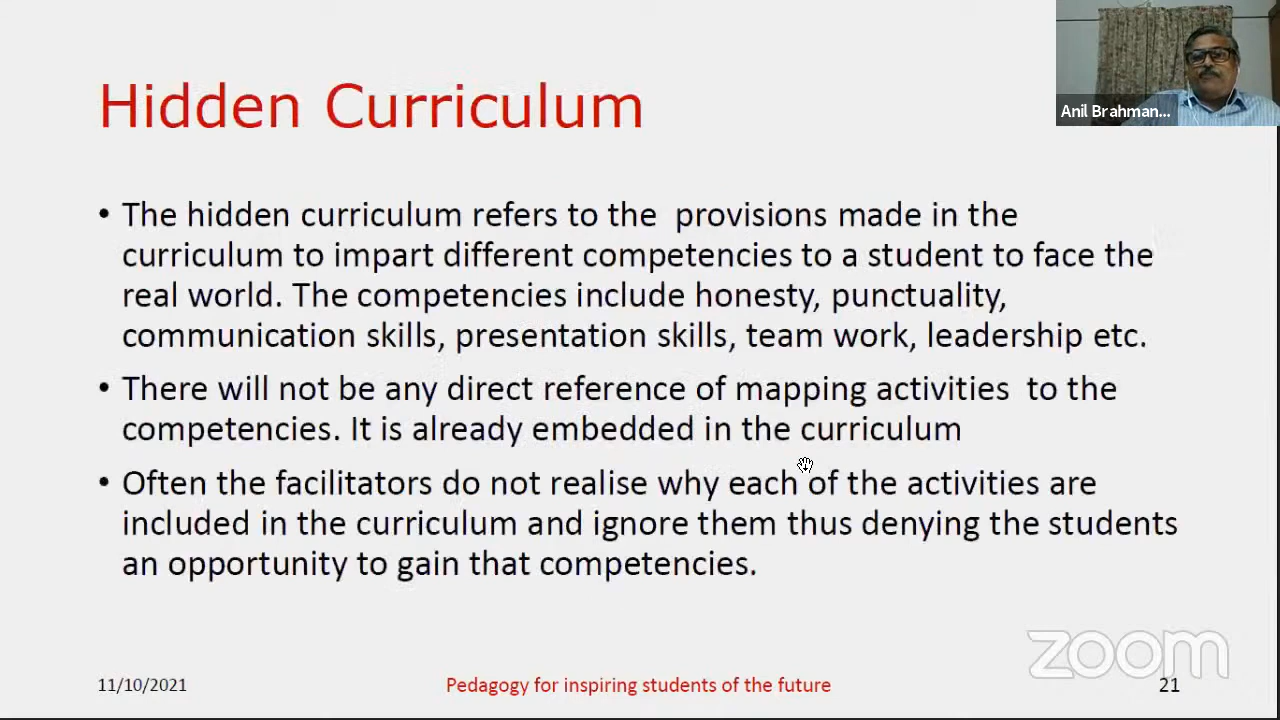 Hidden Curriculum
Anil Brahman...
• The hidden curriculum refers to the provisions made in the
curriculum to impart different competencies to a student to face the
real world. The competencies include honesty, punctuality,
communication skills, presentation skills, team work, leadership etc.
• There will not be any direct reference of mapping activities to the
competencies. It is already embedded in the curriculum
• Often the facilitators do not realise why each of the activities are
included in the curriculum and ignore them thus denying the students
an opportunity to gain that competencies.
zoom
11/10/2021
Pedagogy for inspiring students of the future
21